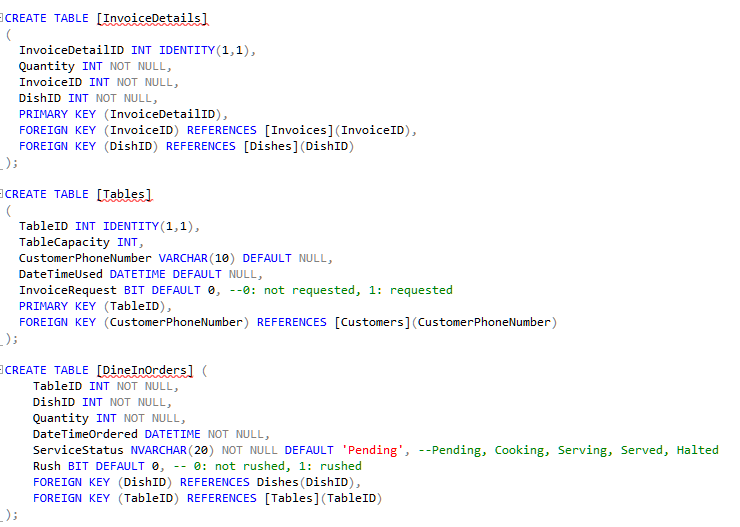 CREATE TABLE [InvoiceDetails]
(
InvoiceDetailID INT IDENTITY(1,1),
Quantity INT NOT NULL,
InvoiceID INT NOT NULL,
DishID INT NOT NULL,
PRIMARY KEY (InvoiceDetailID),
FOREIGN KEY (InvoiceID) REFERENCES [Invoices](InvoiceID),
FOREIGN KEY (DishID) REFERENCES [Dishes](DishID)
);
CREATE TABLE [Tables]
(
TableID INT IDENTITY(1,1),
TableCapacity INT,
CustomerPhoneNumber VARCHAR(10) DEFAULT NULL,
DateTimeUsed DATETIME DEFAULT NULL,
InvoiceRequest BIT DEFAULT 0, --0: not requested, 1: requested
PRIMARY KEY (TableID),
FOREIGN KEY (CustomerPhoneNumber) REFERENCES [Customers](CustomerPhoneNumber)
);
CREATE TABLE [DineInOrders] (
TableID INT NOT NULL,
DishID INT NOT NULL,
Quantity INT NOT NULL,
DateTimeOrdered DATETIME NOT NULL,
ServiceStatus NVARCHAR(20) NOT NULL DEFAULT 'Pending', --Pending, Cooking, Serving, Served, Halted
Rush BIT DEFAULT 0, -- 0: not rushed, 1: rushed
FOREIGN KEY (DishID) REFERENCES Dishes(DishID),
FOREIGN KEY (TableID) REFERENCES [Tables](TableID)
);